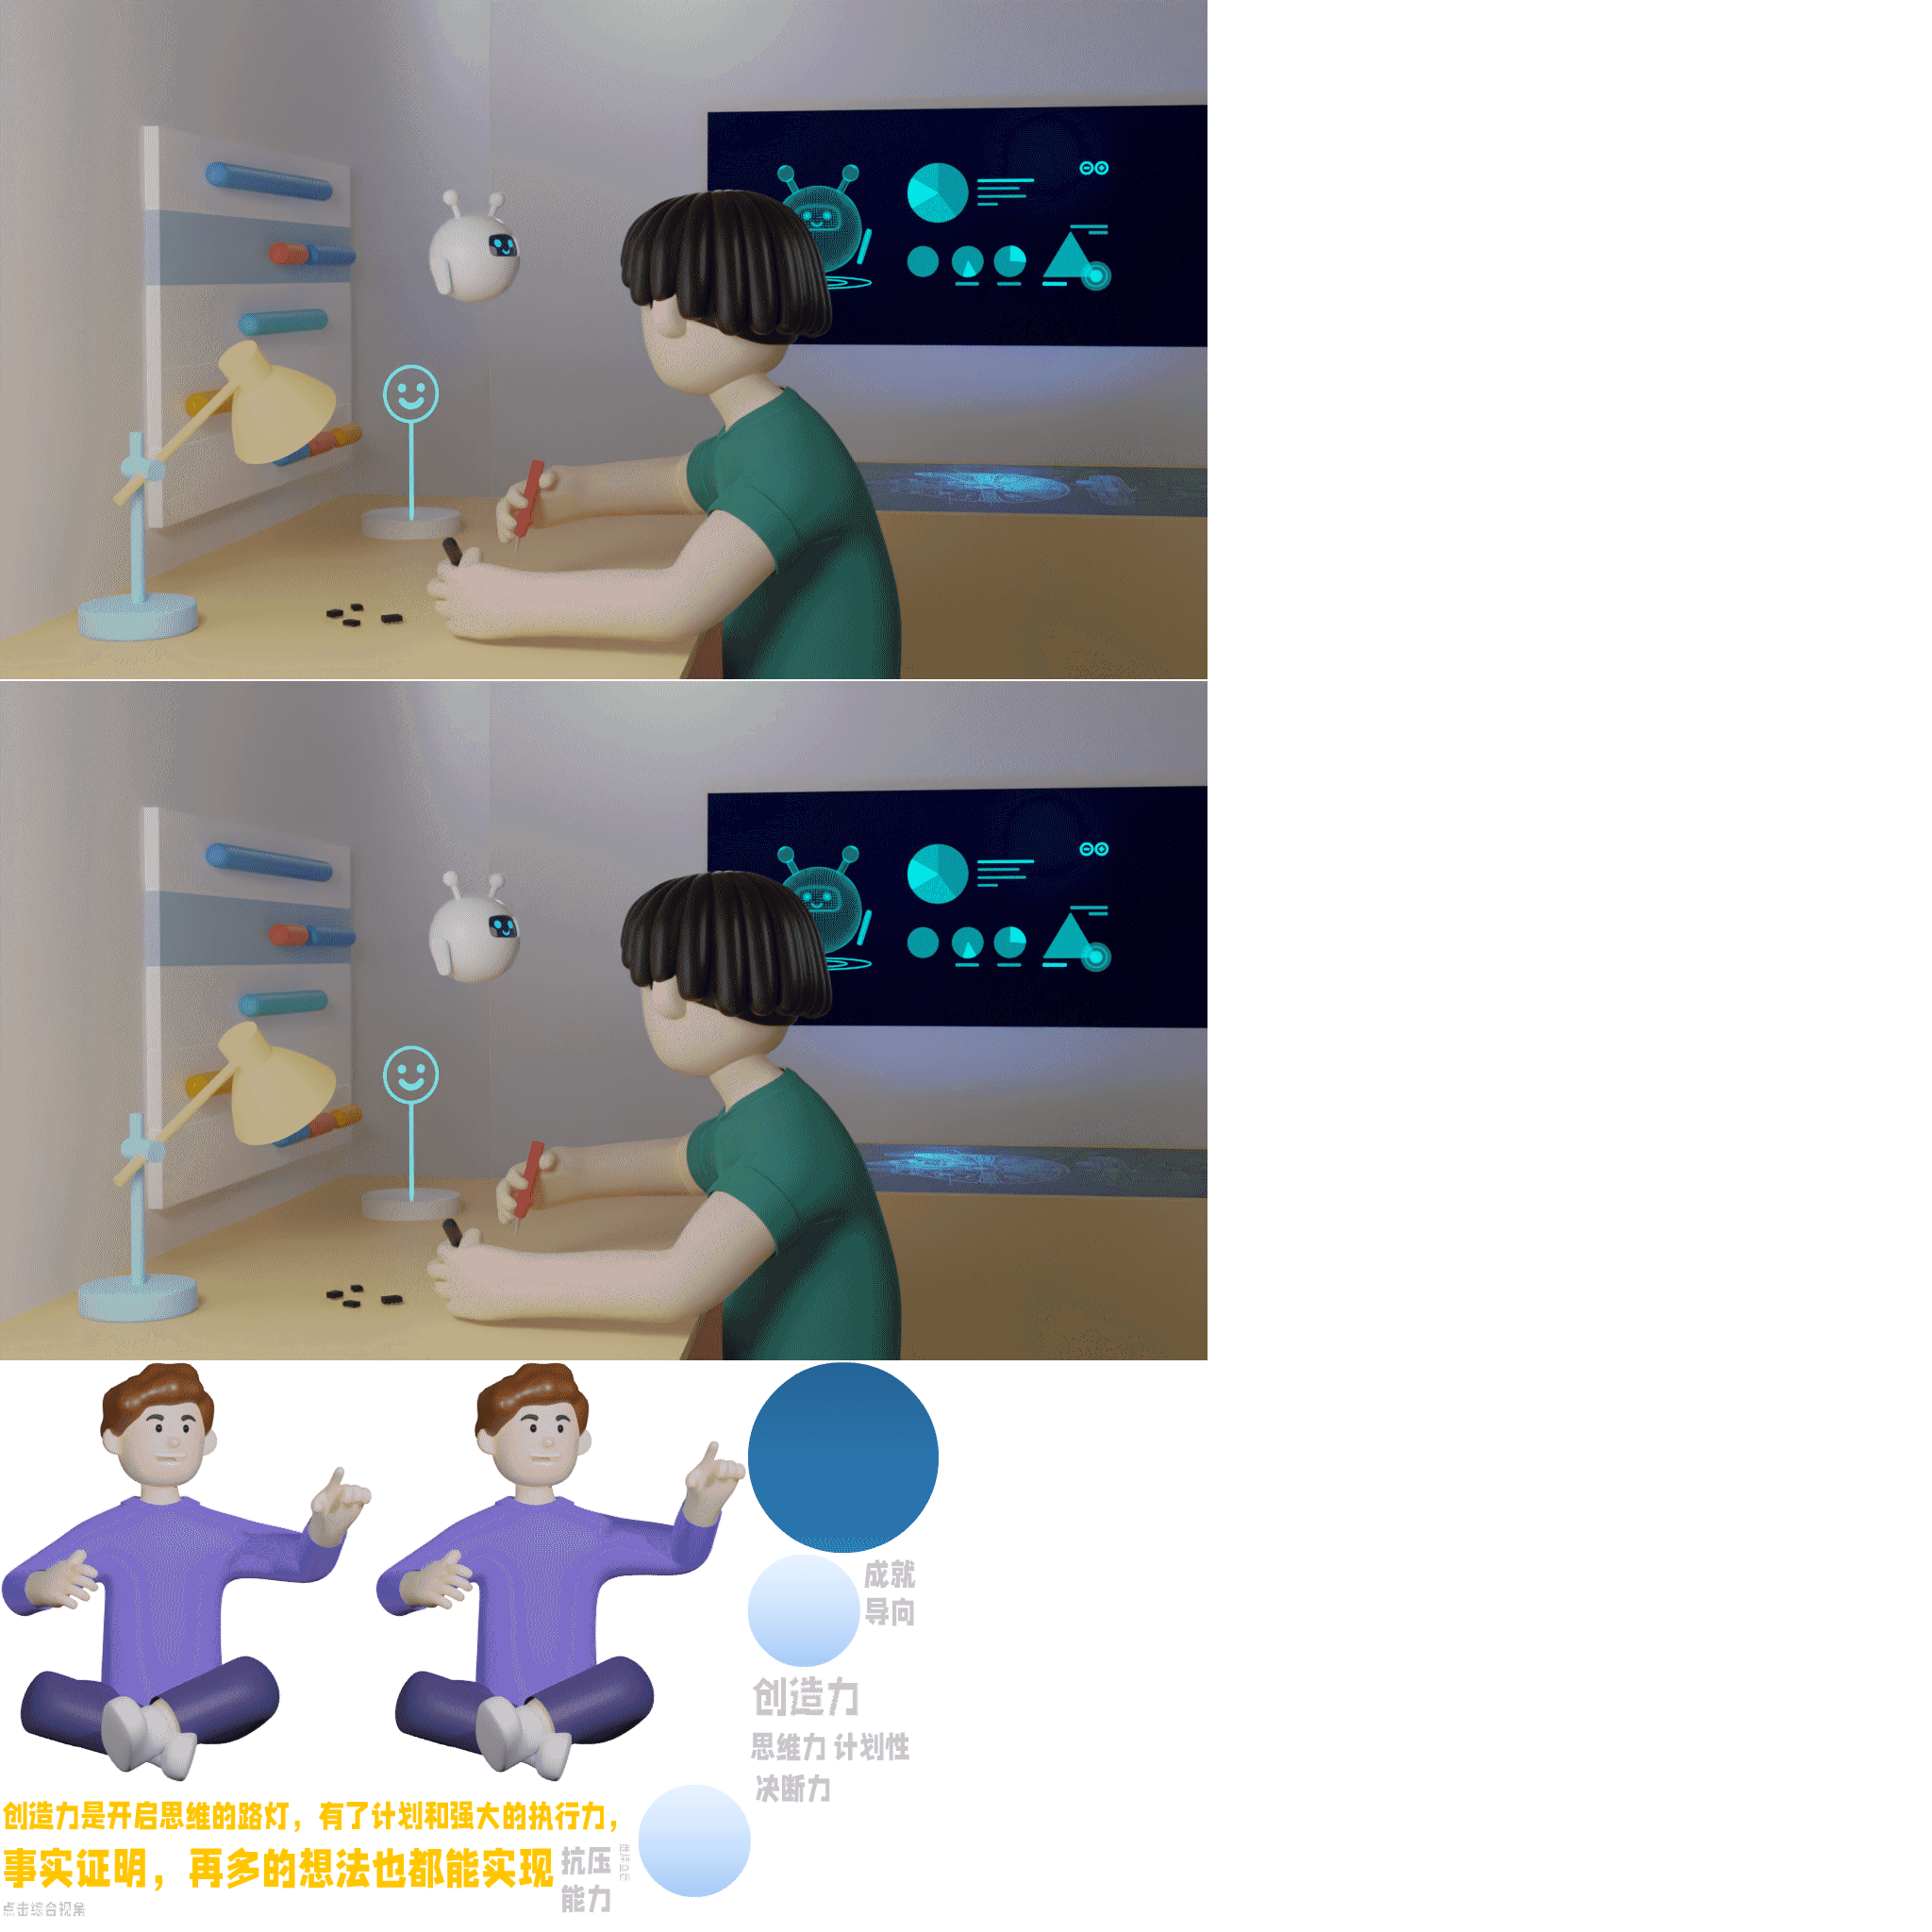 成就
导向
创造力
思维力 计划性
决断力
创造力是开启思维的路灯，有了计划和强大的执行力，
事实证明，再多的想法也都能实现
抗压
能力
点击综合视角